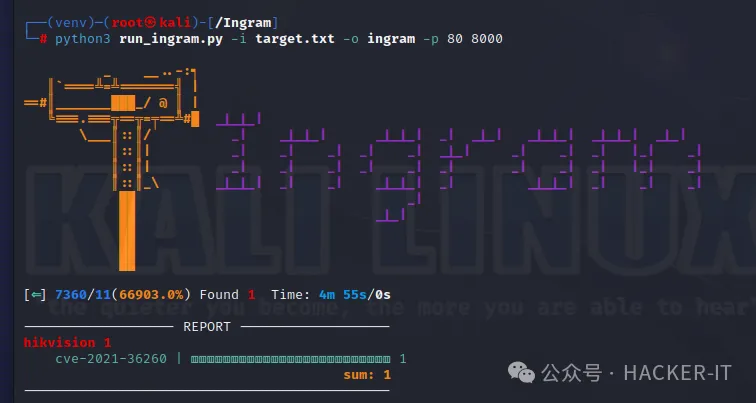 ┌──(venv)─(root㉿kali)-[/Ingram]
└─# python3 run_ingram.py -i target.txt -o ingram -p 80 8000
Ingram
KALI LINUX
[⇐] 7360/11(66903.0%) Found 1 Time: 4m 55s/0s
"the quieter you become, the more you are able to hear
REPORT
hikvision 1
cve-2021-36260 | 1
sum: 1
公众号 · HACKER-IT